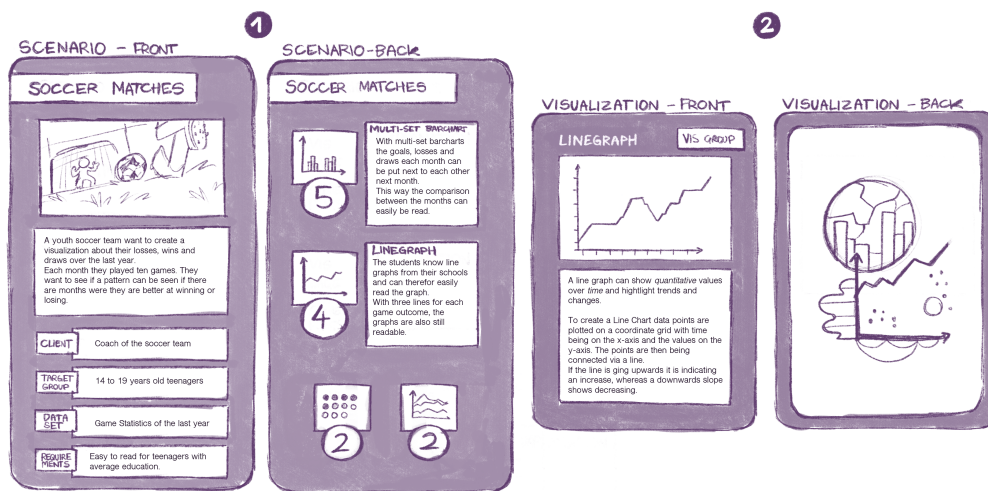 1
SCENARIO - FRONT
SOCCER MATCHES
A youth soccer team want to create a
visualization about their losses, wins and
draws over the last year.
Each month they played ten games. They
want to see if a pattern can be seen if there
are months were they are better at winning or
losing.
CLIENT
Coach of the soccer team
TARGET
GROUP
14 to 19 years old teenagers
DATA
SET
Game Statistics of the last year
REQUIRE
MENTS
Easy to read for teenagers with
average education.
SCENARIO-BACK
SOCCER MATCHES
5
MULTI-SET BARCHART
With multi-set barcharts
the goals, losses and
draws each month can
be put next to each other
next month.
This way the comparison
between the months can
easily be read.
4
LINEGRAPH
The students know line
graphs from their schools
and can therefor easily
read the graph.
With three lines for each
game outcome, the
graphs are also still
readable.
2
2
2
VISUALIZATION - FRONT
LINEGRAPH
VIS GROUP
A line graph can show quantitative values
over time and hightlight trends and
changes.
To create a Line Chart data points are
plotted on a coordinate grid with time
being on the x-axis and the values on the
y-axis. The points are then being
connected via a line.
If the line is ging upwards it is indicating
an increase, whereas a downwards slope
shows decreasing.
VISUALIZATION - BACK